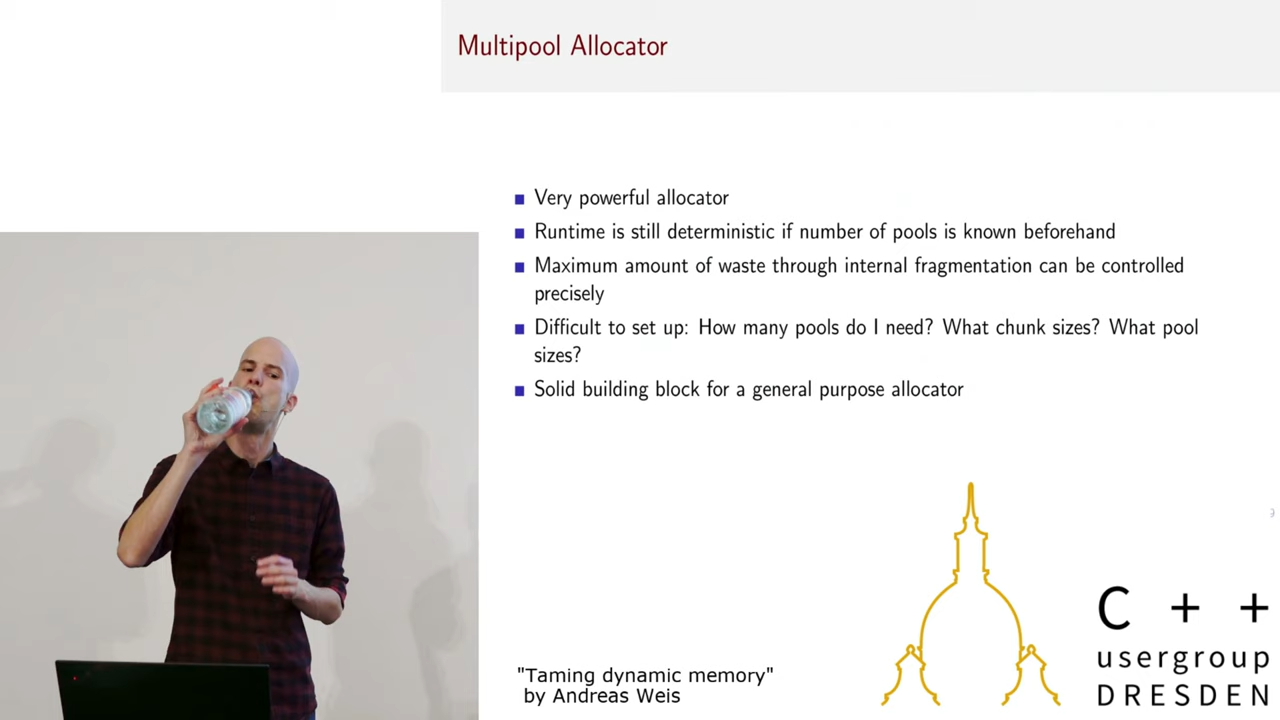 Multipool Allocator
Very powerful allocator
Runtime is still deterministic if number of pools is known beforehand
Maximum amount of waste through internal fragmentation can be controlled
precisely
Difficult to set up: How many pools do I need? What chunk sizes? What pool
sizes?
Solid building block for a general purpose allocator
9
C + +
usergroup
DRESDEN
"Taming dynamic memory"
by Andreas Weis